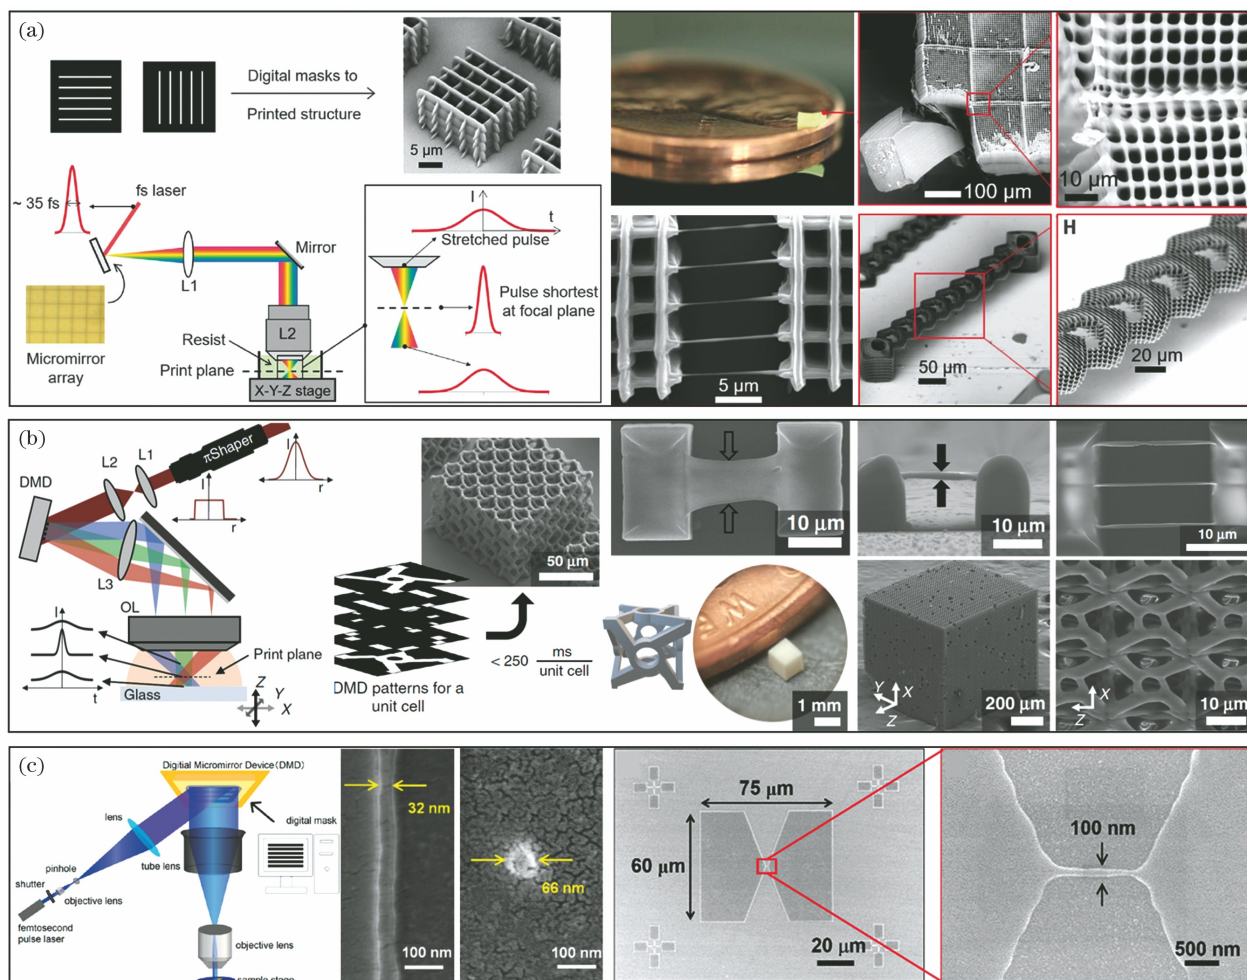 (a)
Digital masks to
Printed structure
5 μm
~ 35 fs
fs laser
Mirror
L1
L2
Resist
Print plane
X-Y-Z stage
Micromirror
array
I
t
Stretched pulse
Pulse shortest
at focal plane
100 μm
10 μm
5 μm
50 μm
H
20 μm
(b)
DMD
L2
L1
πShaper
I
r
I
r
L3
OL
I
t
Print plane
Glass
Z
Y
X
50 μm
< 250
ms
unit cell
DMD patterns for a
unit cell
10 μm
10 μm
10 μm
1 mm
Y
X
Z
200 μm
X
Z
10 μm
(c)
Digitial Micromirror Device(DMD)
lens
digital mask
tube lens
pinhole
shutter
objective lens
femtosecond
pulse laser
objective lens
sample stage
32 nm
100 nm
66 nm
100 nm
75 μm
60 μm
20 μm
100 nm
500 nm